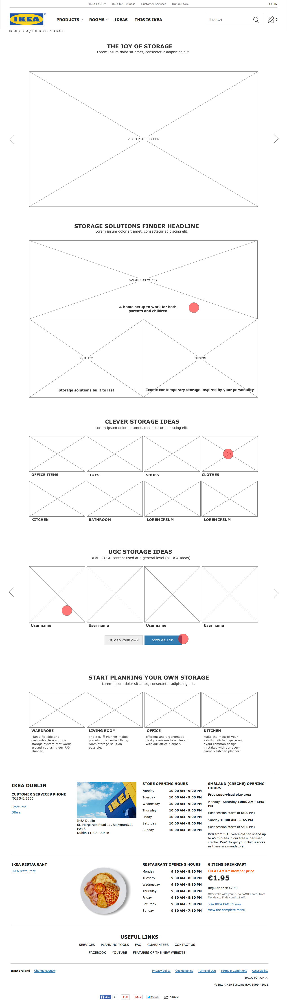 IKEA FAMILY IKEA for Business Customer Services Dublin Store LOG IN
IKEA ®
PRODUCTS ROOMS IDEAS THIS IS IKEA SEARCH 0
HOME / IKEA / THE JOY OF STORAGE
THE JOY OF STORAGE
Lorem ipsum dolor sit amet, consectetur adipiscing elit.
VIDEO PLACEHOLDER
STORAGE SOLUTIONS FINDER HEADLINE
Lorem ipsum dolor sit amet, consectetur adipiscing elit.
VALUE FOR MONEY
A home setup to work for both
parents and children
QUALITY
Storage solutions built to last
DESIGN
Iconic contemporary storage inspired by your personality
CLEVER STORAGE IDEAS
Lorem ipsum dolor sit amet, consectetur adipiscing elit.
OFFICE ITEMS TOYS SHOES CLOTHES
KITCHEN BATHROOM LOREM IPSUM LOREM IPSUM
UGC STORAGE IDEAS
OLAPIC UGC content used at a general level (all UGC ideas)
User name User name User name User name
UPLOAD YOUR OWN VIEW GALLERY
START PLANNING YOUR OWN STORAGE
Lorem ipsum dolor sit amet, consectetur adipiscing elit.
WARDROBE
Plan a flexible and
customisable wardrobe
storage system that works
around you using our PAX
Planner.
LIVING ROOM
The BESTÅ Planner makes
planning the perfect living
room storage solution
possible.
OFFICE
Efficient and ergonomatic
designs are easily achieved
with our office planner.
KITCHEN
Make the most of your
existing kitchen space and
avoid common design
mistakes with our user-
friendly kitchen planner.
IKEA DUBLIN
CUSTOMER SERVICES PHONE
(01) 541 3300
Store info
Offers
IKEA
IKEA Dublin
St. Margarets Road 11, BallymunD11
FW18
Dublin 11, Co. Dublin
STORE OPENING HOURS
Monday 10:00 AM - 9:00 PM
Tuesday 10:00 AM - 9:00 PM
Wednesday 10:00 AM - 9:00 PM
Thursday 10:00 AM - 9:00 PM
Friday 10:00 AM - 9:00 PM
Saturday 10:00 AM - 8:00 PM
Sunday 10:00 AM - 8:00 PM
SMÅLAND (CRÈCHE) OPENING
HOURS
Free supervised play area
Monday - Saturday 10:00 AM - 6:45
PM
(last session starts at 6:00 PM)
Sunday 10:00 AM - 5:45 PM
(last session starts at 5:00 PM)
Kids from 3-10 years old can spend up
to 45 minutes in our free supervised
crèche. Don't forget your child's socks
as these are mandatory.
IKEA RESTAURANT
IKEA restaurant
RESTAURANT OPENING HOURS
Monday 9:30 AM - 8:30 PM
Tuesday 9:30 AM - 8:30 PM
Wednesday 9:30 AM - 8:30 PM
Thursday 9:30 AM - 8:30 PM
Friday 9:30 AM - 8:30 PM
Saturday 9:30 AM - 7:30 PM
Sunday 9:30 AM - 7:30 PM
6 ITEMS BREAKFAST
IKEA FAMILY member price
€1.95
Regular price €2.50
Offer valid with your IKEA FAMILY card, from
Monday to Friday until 11 AM.
Join IKEA FAMILY now
View the complete menu
USEFUL LINKS
SERVICES PLANNING TOOLS FAQ GUARANTEES CONTACT US
FACEBOOK YOUTUBE FEATURES OF THE NEW WEBSITE
IKEA Ireland Change country Privacy policy Cookie policy Terms of Use Terms & Conditions Accessibility
BACK TO TOP
© Inter IKEA Systems B.V. 1999 - 2015
Like 0 G+1 Pin it Tweet Share